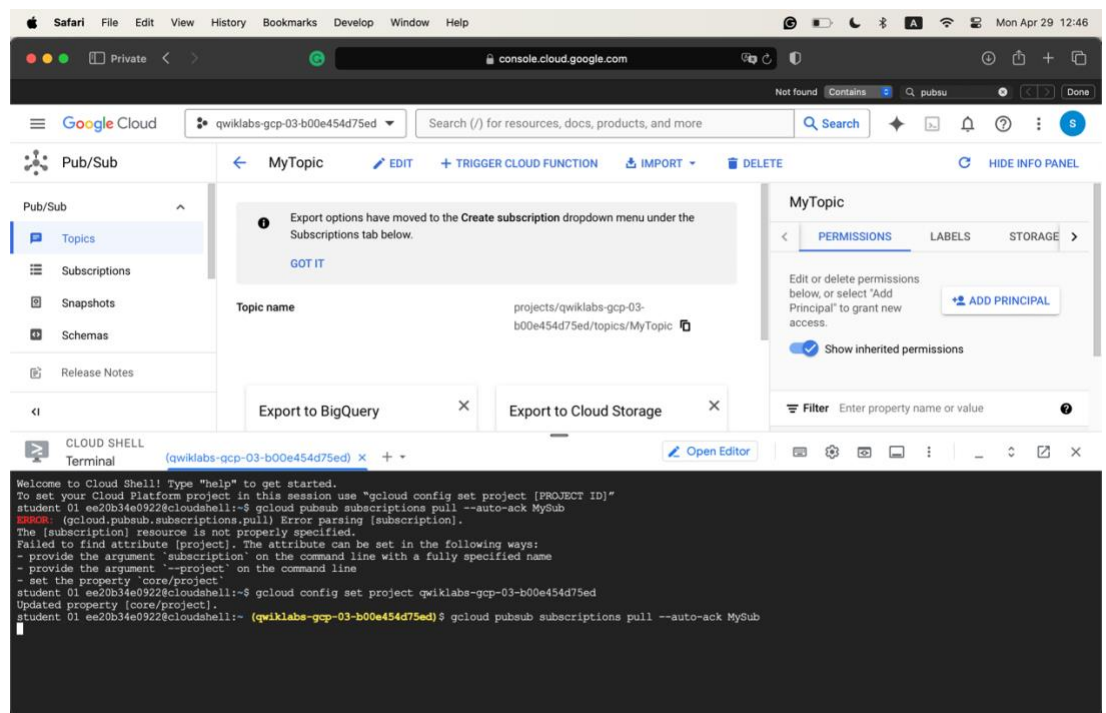 Safari File Edit View History Bookmarks Develop Window Help Mon Apr 29 12:46
Private console.cloud.google.com
Not found Contains pubsu Done
Google Cloud qwiklabs-gcp-03-b00e454d75ed Search (/) for resources, docs, products, and more Search S
Pub/Sub MyTopic EDIT + TRIGGER CLOUD FUNCTION IMPORT DELETE HIDE INFO PANEL
Pub/Sub
Topics
Subscriptions
Snapshots
Schemas
Release Notes
Export options have moved to the Create subscription dropdown menu under the
Subscriptions tab below.
GOT IT
Topic name
projects/qwiklabs-gcp-03-
b00e454d75ed/topics/MyTopic
Export to BigQuery
Export to Cloud Storage
MyTopic
PERMISSIONS LABELS STORAGE
Edit or delete permissions
below, or select "Add
Principal" to grant new
access.
ADD PRINCIPAL
Show inherited permissions
Filter Enter property name or value
CLOUD SHELL
Terminal (qwiklabs-gcp-03-b00e454d75ed) × + Open Editor
Welcome to Cloud Shell! Type "help" to get started.
To set your Cloud Platform project in this session use "gcloud config set project [PROJECT ID]"
student 01 ee20b34e0922@cloudshell:~$ gcloud pubsub subscriptions pull --auto-ack MySub
ERROR: (gcloud.pubsub.subscriptions.pull) Error parsing [subscription].
The [subscription] resource is not properly specified.
Failed to find attribute [project]. The attribute can be set in the following ways:
- provide the argument `subscription` on the command line with a fully specified name
- provide the argument `--project` on the command line
- set the property `core/project`
student 01 ee20b34e0922@cloudshell:~$ gcloud config set project qwiklabs-gcp-03-b00e454d75ed
Updated property [core/project].
student 01 ee20b34e0922@cloudshell:~ (qwiklabs-gcp-03-b00e454d75ed)$ gcloud pubsub subscriptions pull --auto-ack MySub